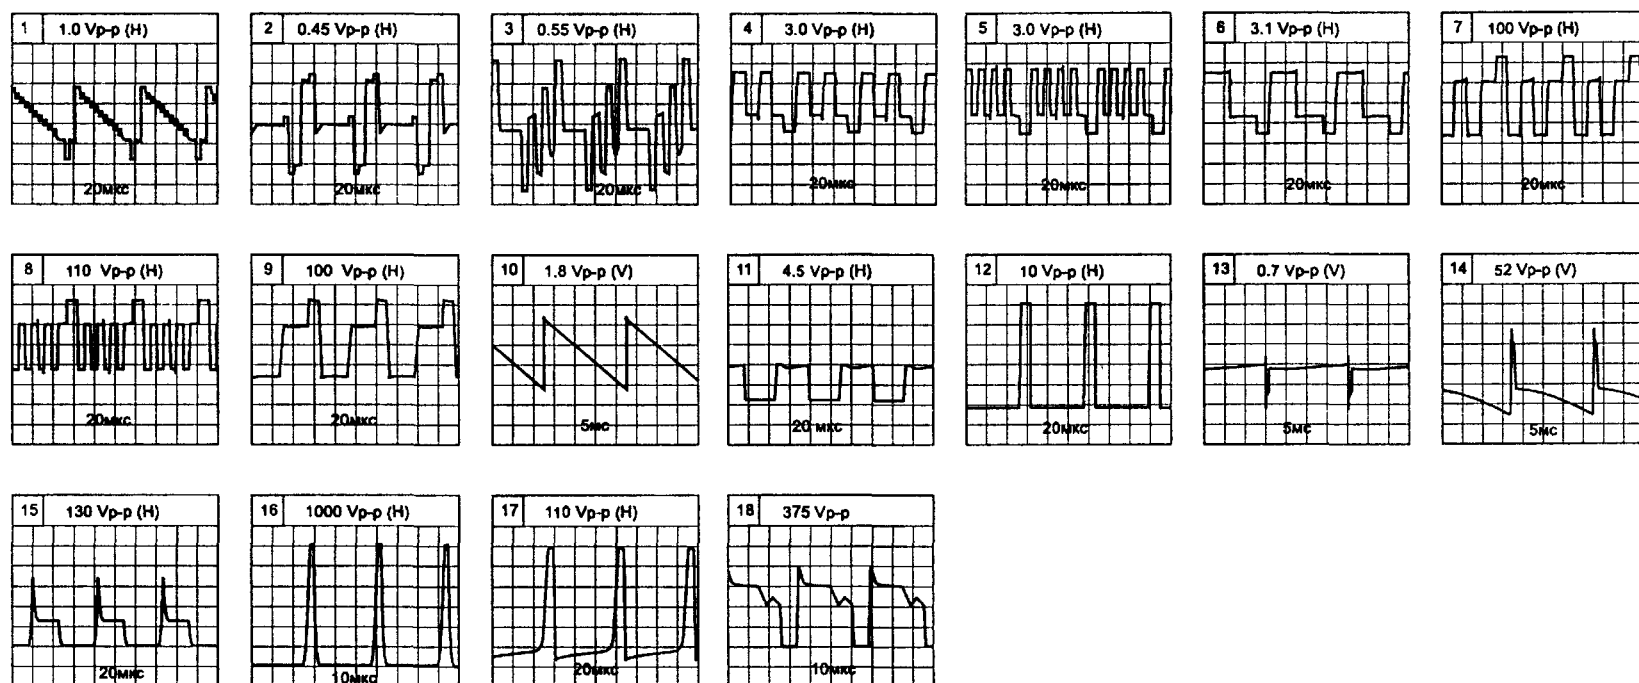 1 1.0 Vp-p (H)
20мкс
2 0.45 Vp-p (H)
20мкс
3 0.55 Vp-p (H)
20мкс
4 3.0 Vp-p (H)
20мкс
5 3.0 Vp-p (H)
20мкс
6 3.1 Vp-p (H)
20мкс
7 100 Vp-p (H)
20мкс
8 110 Vp-p (H)
20мкс
9 100 Vp-p (H)
20мкс
10 1.8 Vp-p (V)
5мс
11 4.5 Vp-p (H)
20 мкс
12 10 Vp-p (H)
20мкс
13 0.7 Vp-p (V)
5мс
14 52 Vp-p (V)
5мс
15 130 Vp-p (H)
20мкс
16 1000 Vp-p (H)
10мкс
17 110 Vp-p (H)
20мкс
18 375 Vp-p
10мкс